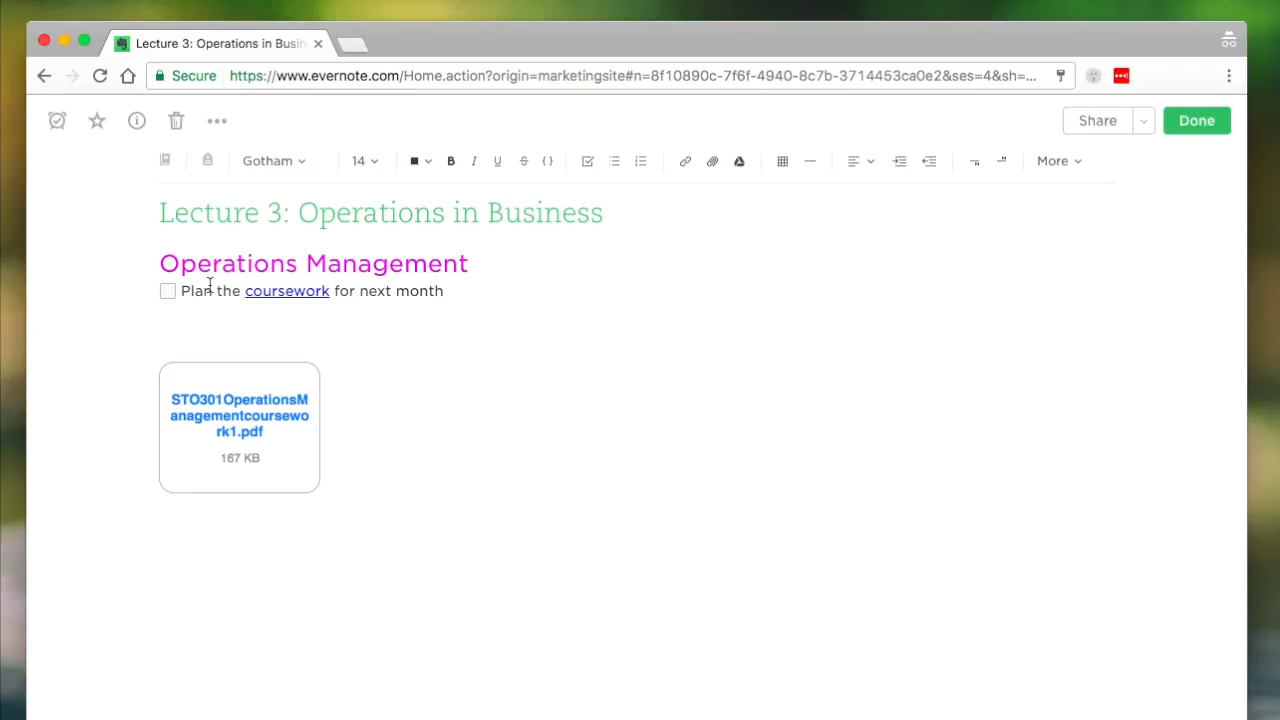 Lecture 3: Operations in Busin
Secure https://www.evernote.com/Home.action?origin=marketingsite#n=8f10890c-7f6f-4940-8c7b-3714453ca0e2&ses=4&sh=...
Share Done
Gotham 14 B I U S {} More
Lecture 3: Operations in Business
Operations Management
Plan the coursework for next month
STO301OperationsM
anagementcoursewo
rk1.pdf
167 KB